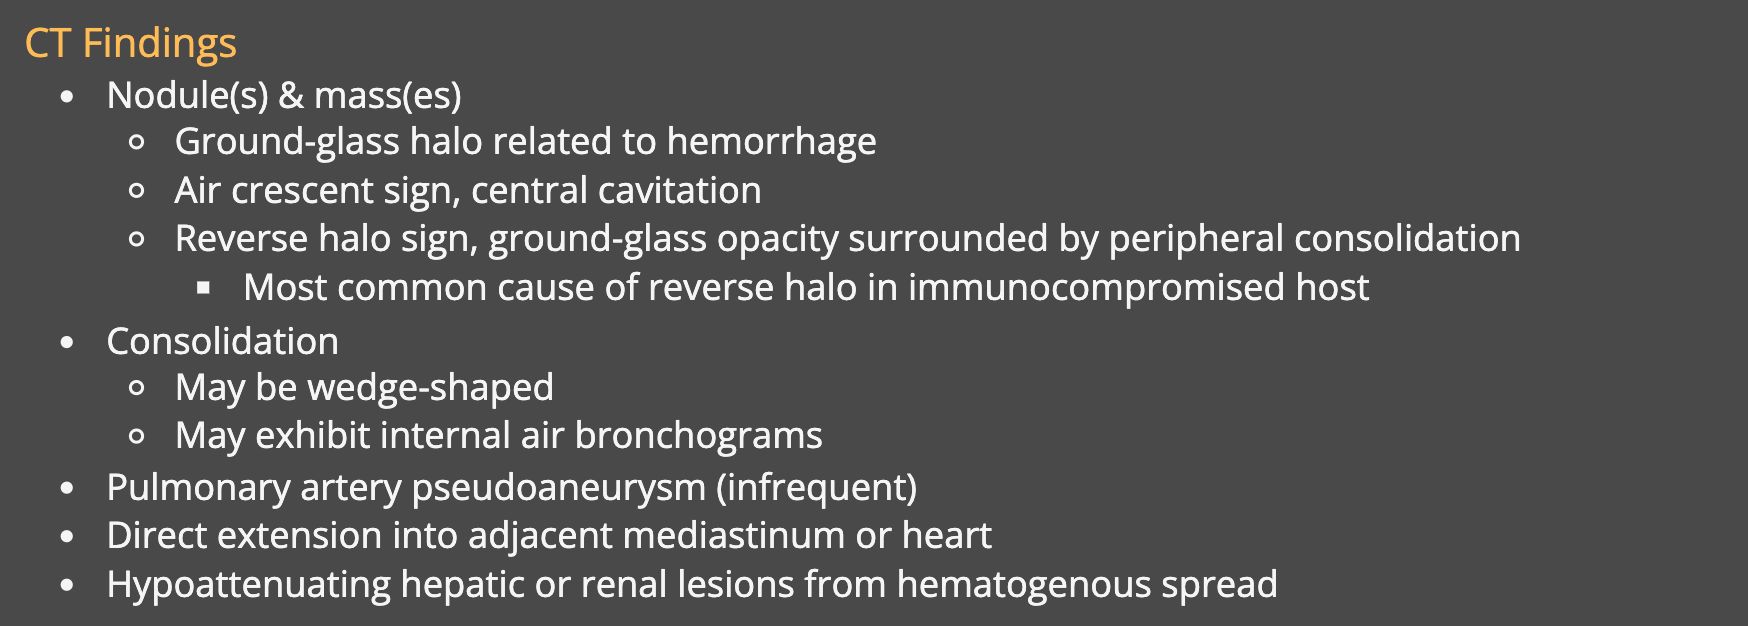 CT Findings
• Nodule(s) & mass(es)
○ Ground-glass halo related to hemorrhage
○ Air crescent sign, central cavitation
○ Reverse halo sign, ground-glass opacity surrounded by peripheral consolidation
▪ Most common cause of reverse halo in immunocompromised host
• Consolidation
○ May be wedge-shaped
○ May exhibit internal air bronchograms
• Pulmonary artery pseudoaneurysm (infrequent)
• Direct extension into adjacent mediastinum or heart
• Hypoattenuating hepatic or renal lesions from hematogenous spread